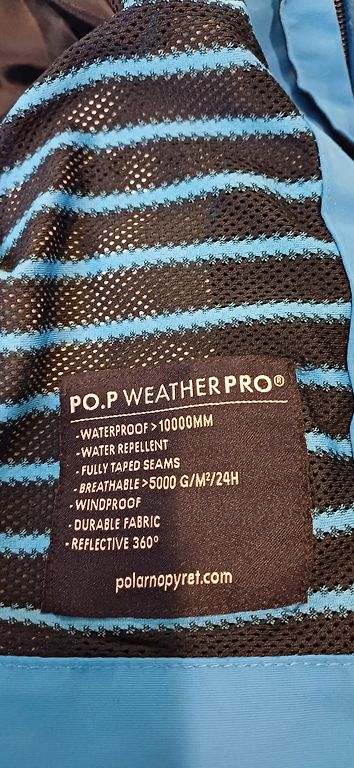 PO.P WEATHERPRO®
- WATERPROOF > 10000MM
- WATER REPELLENT
- FULLY TAPED SEAMS
- BREATHABLE > 5000 G/M²/24H
- WINDPROOF
- DURABLE FABRIC
- REFLECTIVE 360°
polarnopyret.com